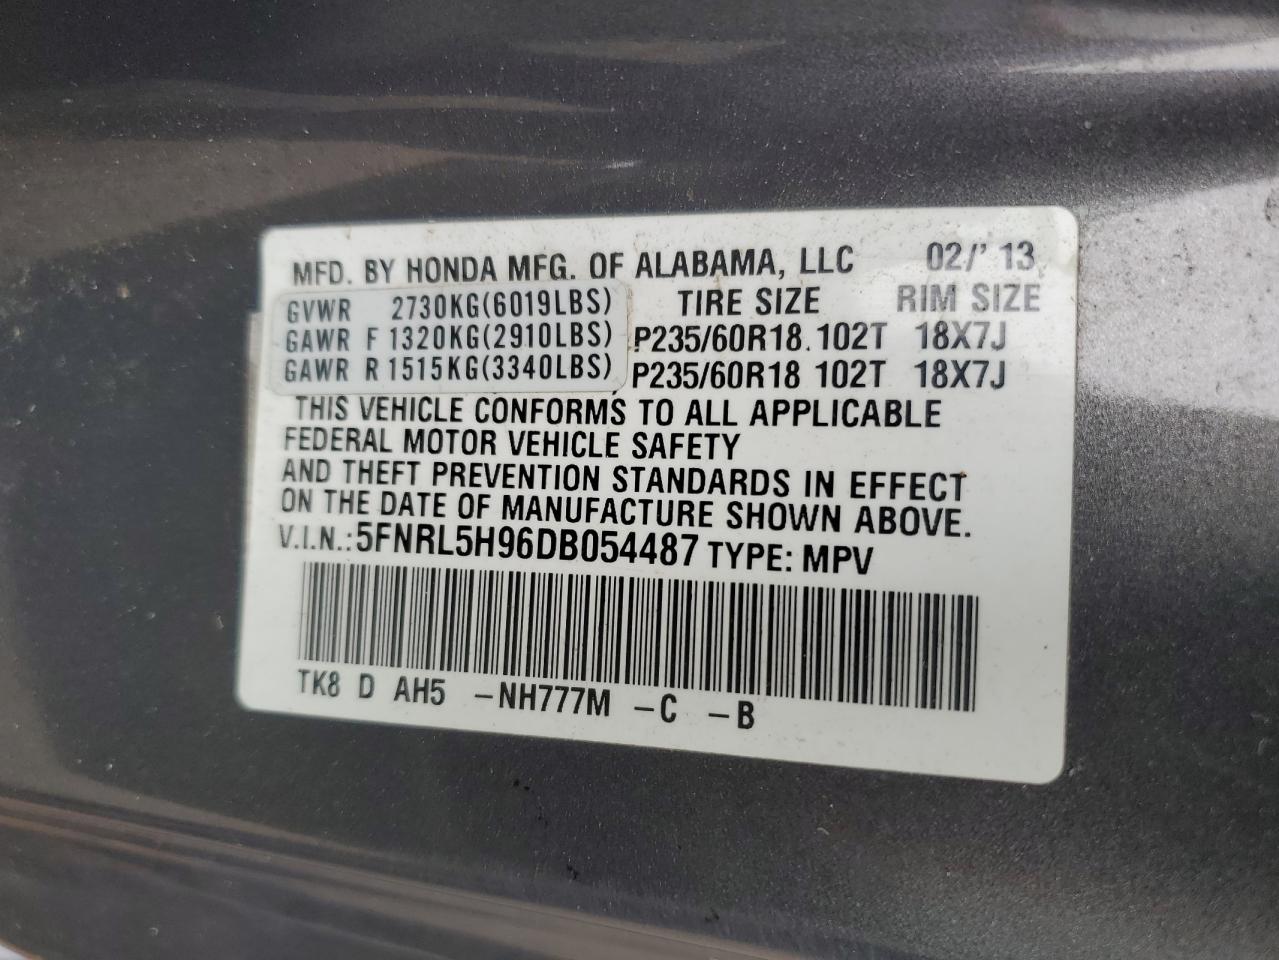 MFD. BY HONDA MFG. OF ALABAMA, LLC 02/'13
GVWR 2730KG(6019LBS) TIRE SIZE RIM SIZE
GAWR F 1320KG(2910LBS) P235/60R18 102T 18X7J
GAWR R 1515KG(3340LBS) P235/60R18 102T 18X7J
THIS VEHICLE CONFORMS TO ALL APPLICABLE
FEDERAL MOTOR VEHICLE SAFETY
AND THEFT PREVENTION STANDARDS IN EFFECT
ON THE DATE OF MANUFACTURE SHOWN ABOVE.
V.I.N.: 5FNRL5H96DB054487 TYPE: MPV
TK8 D AH5 -NH777M -C -B